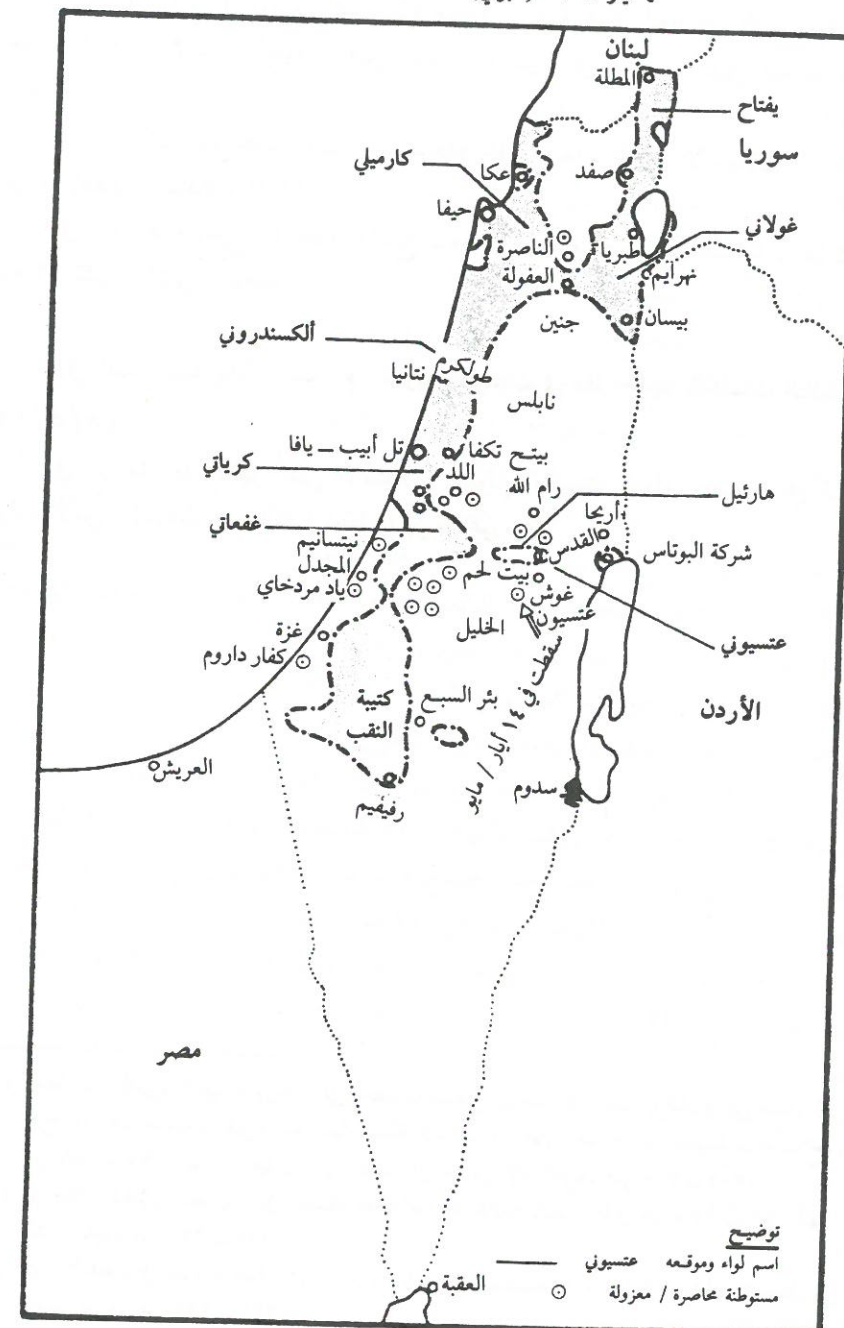 لبنان
المطلة
يفتاح
سوريا
كارميلي
عكا
صفد
حيفا
غولاني
الناصرة
طبريا
نهرايم
العفولة
بيسان
جنين
ألكسندروني
طولكرم
نتانيا
نابلس
تل أبيب – يافا
بيتح تكفا
كرياتي
اللد
رام الله
هارئيل
أريحا
غفعاتي
نيتسانيم
القدس
شركة البوتاس
المجدل
بيت لحم
ياد مردخاي
غوش
عتسيون
الخليل
عتسيوني
غزة
كفار داروم
سقطت في ١٤ أيار / مايو
كتيبة
النقب
بئر السبع
الأردن
العريش
سدوم
رفيفيم
مصر
توضيح
اسم لواء وموقعه عتسيوني
مستوطنة محاصرة / معزولة
العقبة